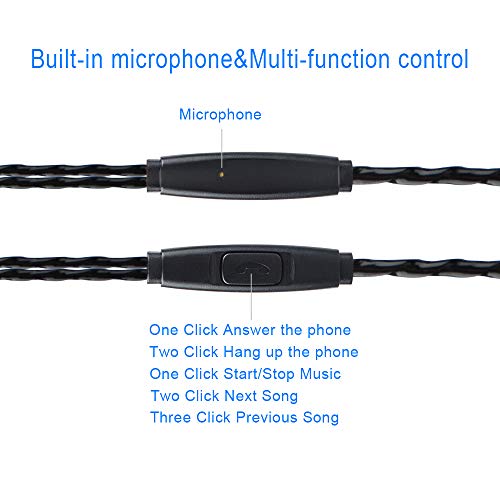 Built-in microphone&Multi-function control
Microphone
One Click Answer the phone
Two Click Hang up the phone
One Click Start/Stop Music
Two Click Next Song
Three Click Previous Song